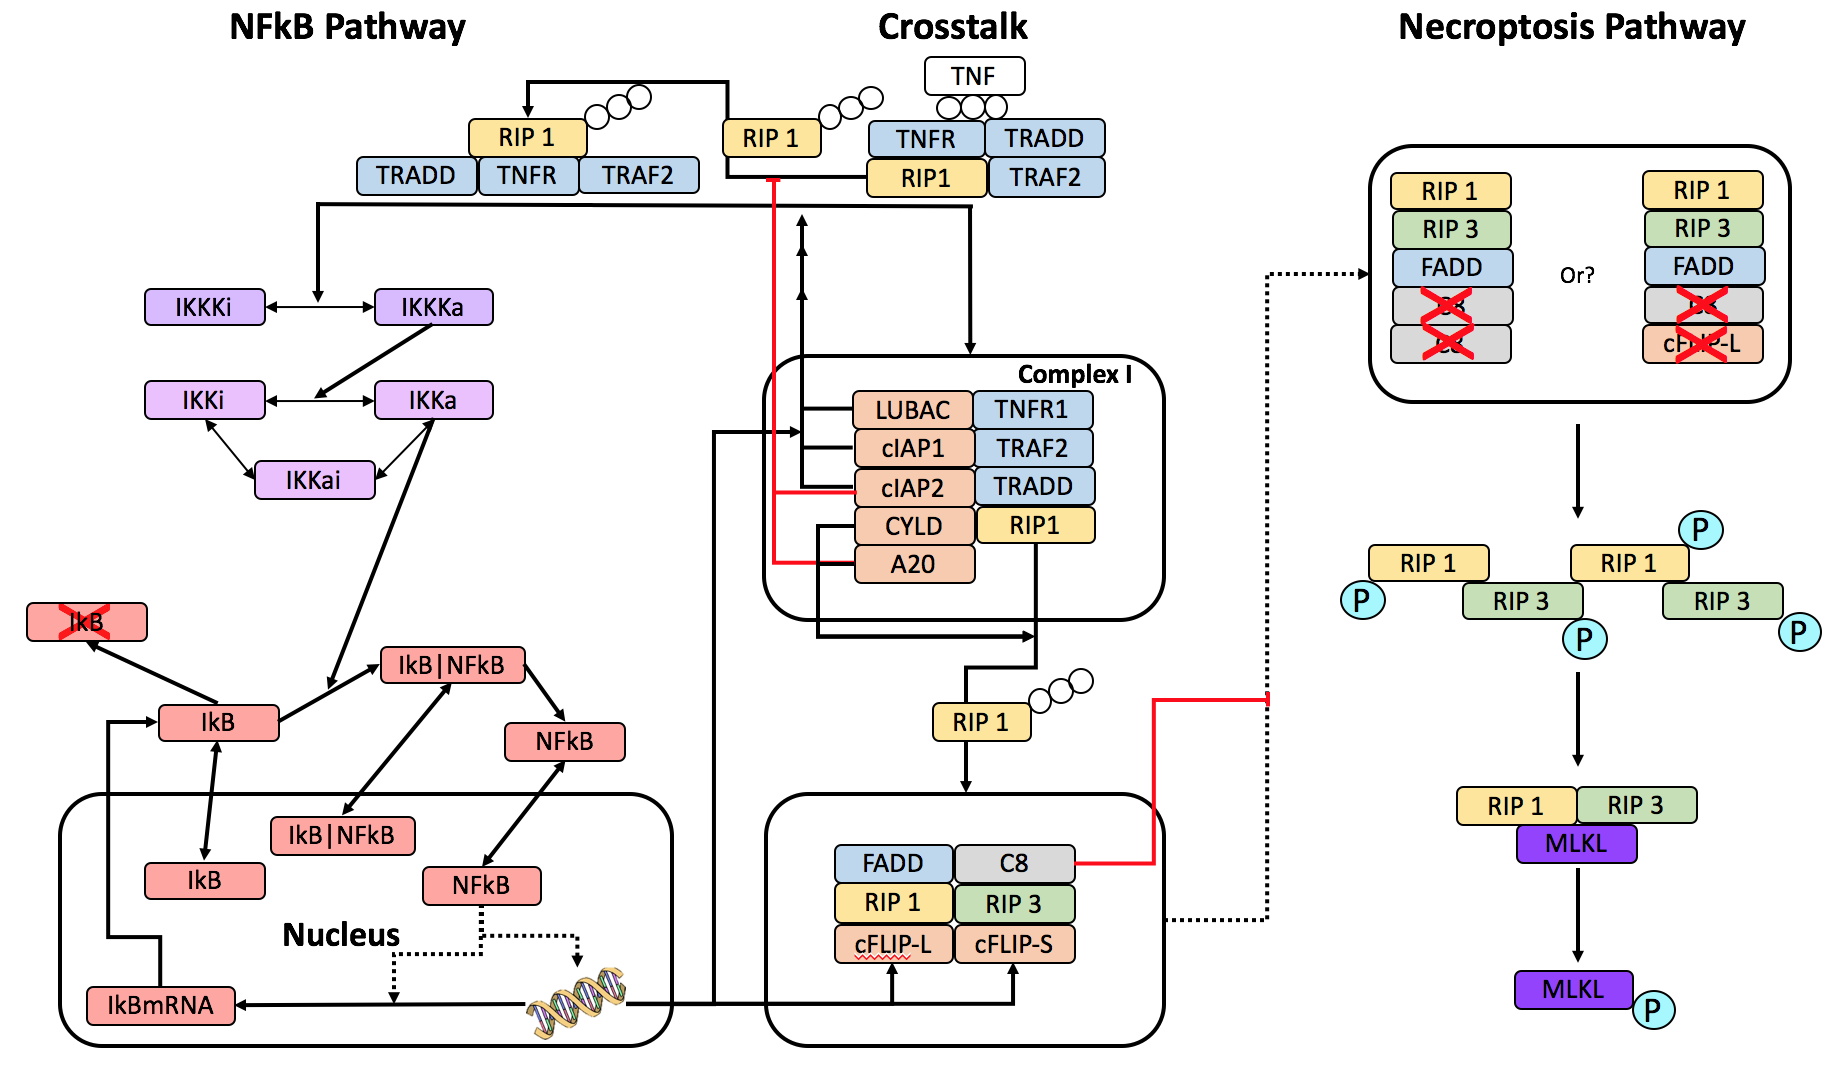 NFkB Pathway
Crosstalk
Necroptosis Pathway
TNF
RIP 1
TRADD
TNFR
TRAF2
RIP 1
TNFR
TRADD
RIP1
TRAF2
IKKKi
IKKKa
IKKi
IKKa
IKKai
IkB
IkB|NFkB
IkB
NFkB
IkB|NFkB
IkB
NFkB
Nucleus
IkBmRNA
Complex I
LUBAC
TNFR1
cIAP1
TRAF2
cIAP2
TRADD
CYLD
RIP1
A20
RIP 1
FADD
C8
RIP 1
RIP 3
cFLIP-L
cFLIP-S
RIP 1
RIP 3
FADD
C8
C8
Or?
RIP 1
RIP 3
FADD
C8
cFLIP-L
RIP 1
P
RIP 3
P
RIP 1
P
RIP 3
P
RIP 1
RIP 3
MLKL
MLKL
P